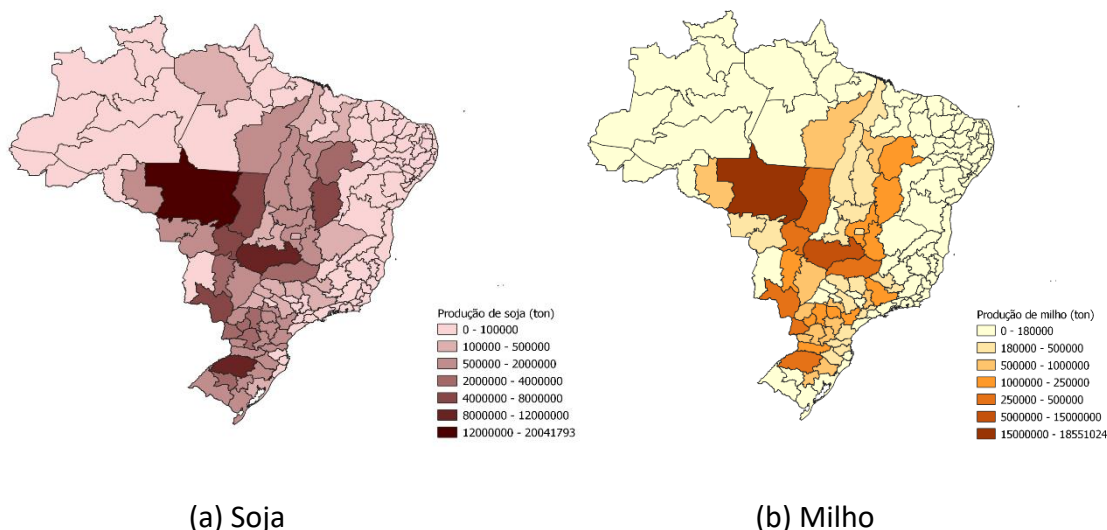 Produção de soja (ton)
0 - 100000
100000 - 500000
500000 - 2000000
2000000 - 4000000
4000000 - 8000000
8000000 - 12000000
12000000 - 20041793
Produção de milho (ton)
0 - 180000
180000 - 500000
500000 - 1000000
1000000 - 250000
250000 - 500000
5000000 - 15000000
15000000 - 18551024
(a) Soja
(b) Milho